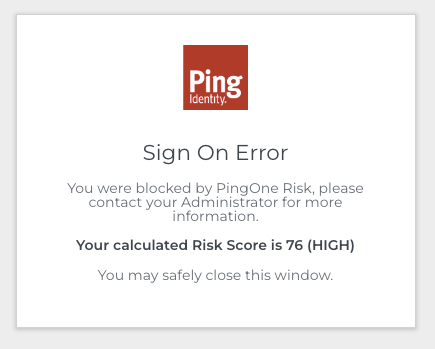 Ping
Identity.
Sign On Error
You were blocked by PingOne Risk, please
contact your Administrator for more
information.
Your calculated Risk Score is 76 (HIGH)
You may safely close this window.